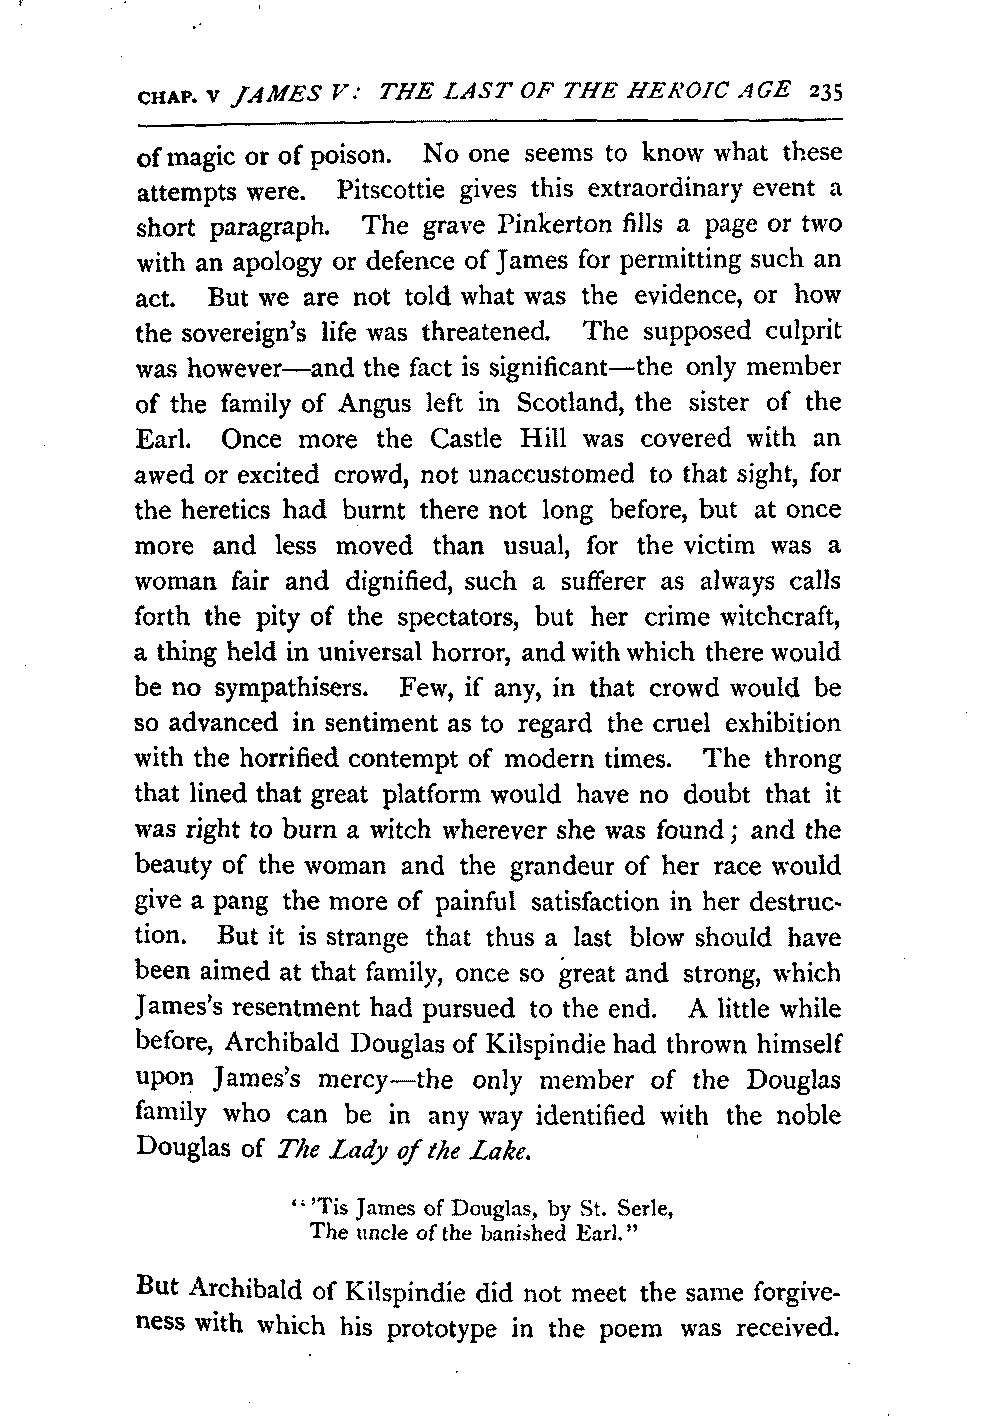 CHAP. V JAMES V: THE LAST OF THE HEROIC AGE 235
of magic or of poison. No one seems to know what these
attempts were. Pitscottie gives this extraordinary event a
short paragraph. The grave Pinkerton fills a page or two
with an apology or defence of James for permitting such an
act. But we are not told what was the evidence, or how
the sovereign's life was threatened. The supposed culprit
was however—and the fact is significant—the only member
of the family of Angus left in Scotland, the sister of the
Earl. Once more the Castle Hill was covered with an
awed or excited crowd, not unaccustomed to that sight, for
the heretics had burnt there not long before, but at once
more and less moved than usual, for the victim was a
woman fair and dignified, such a sufferer as always calls
forth the pity of the spectators, but her crime witchcraft,
a thing held in universal horror, and with which there would
be no sympathisers. Few, if any, in that crowd would be
so advanced in sentiment as to regard the cruel exhibition
with the horrified contempt of modern times. The throng
that lined that great platform would have no doubt that it
was right to burn a witch wherever she was found; and the
beauty of the woman and the grandeur of her race would
give a pang the more of painful satisfaction in her destruc-
tion. But it is strange that thus a last blow should have
been aimed at that family, once so great and strong, which
James's resentment had pursued to the end. A little while
before, Archibald Douglas of Kilspindie had thrown himself
upon James's mercy—the only member of the Douglas
family who can be in any way identified with the noble
Douglas of The Lady of the Lake.
"'Tis James of Douglas, by St. Serle,
The uncle of the banished Earl."
But Archibald of Kilspindie did not meet the same forgive-
ness with which his prototype in the poem was received.